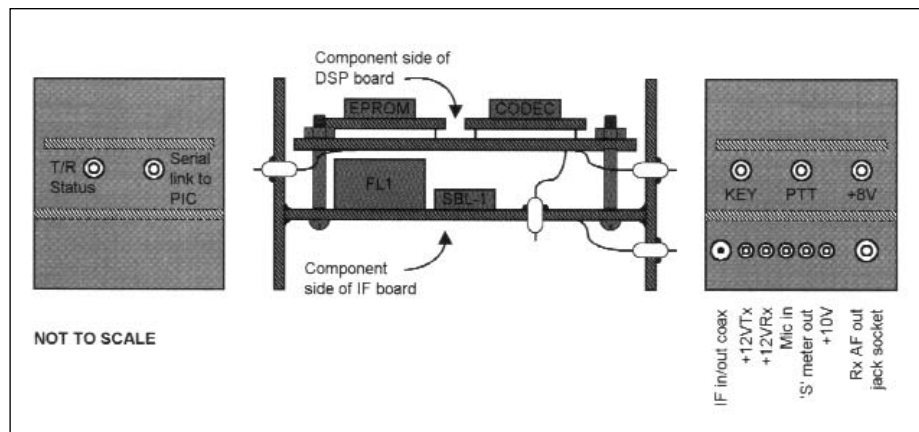 Component side of
DSP board
EPROM
CODEC
T/R
Status
Serial
link to
PIC
FL1
SBL-1
KEY
PTT
+8V
Component
side of IF board
NOT TO SCALE
IF in/out coax
+12VTx
+12VRx
Mic in
'S' meter out
+10V
Rx AF out
jack socket